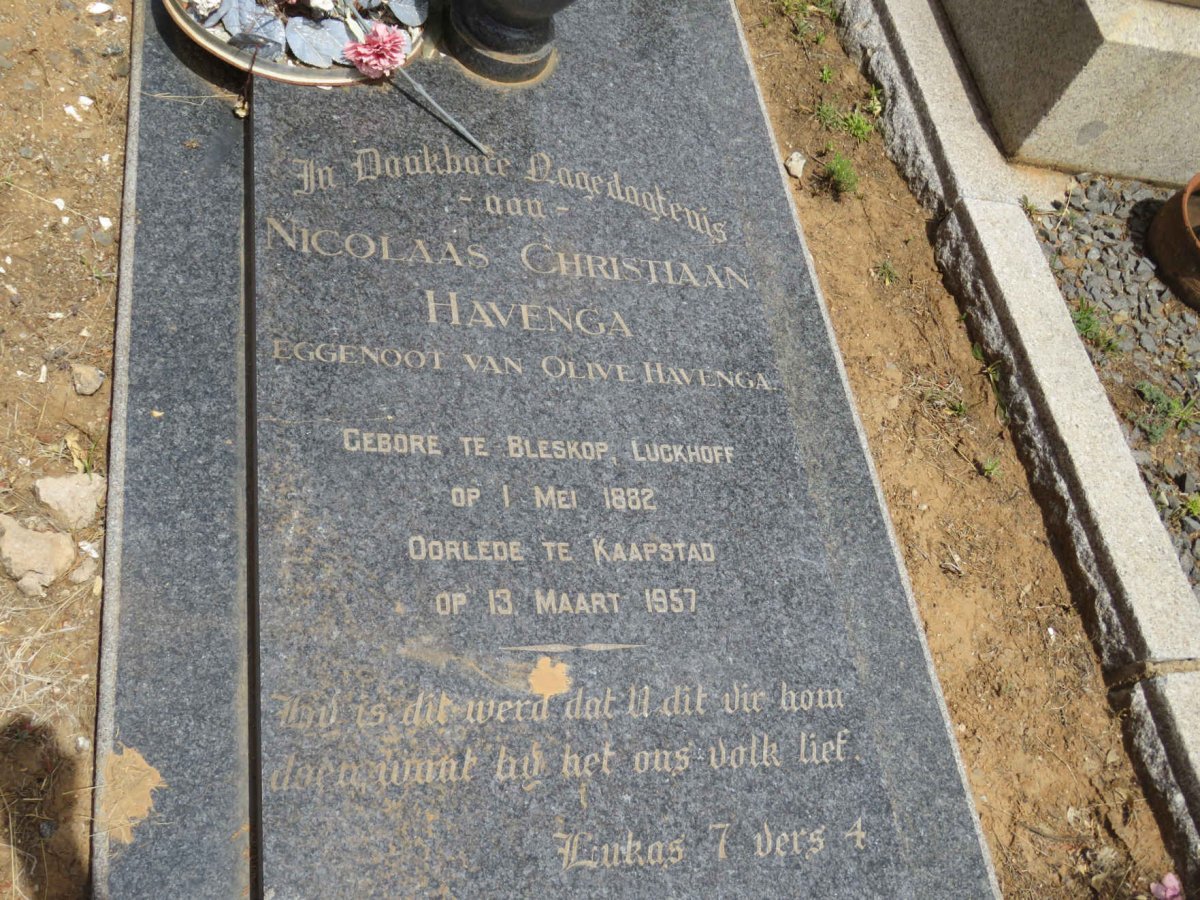 In Dankbare Nagedagtenis
- aan -
NICOLAAS CHRISTIAAN
HAVENGA
EGGENOOT VAN OLIVE HAVENGA.
GEBORE TE BLESKOP, LUCKHOFF
OP 1 MEI 1882
OORLEDE TE KAAPSTAD
OP 13. MAART 1957
Hy is dit werd dat U dit vir hom
doen, want hy het ons volk lief.
Lukas 7 vers 4